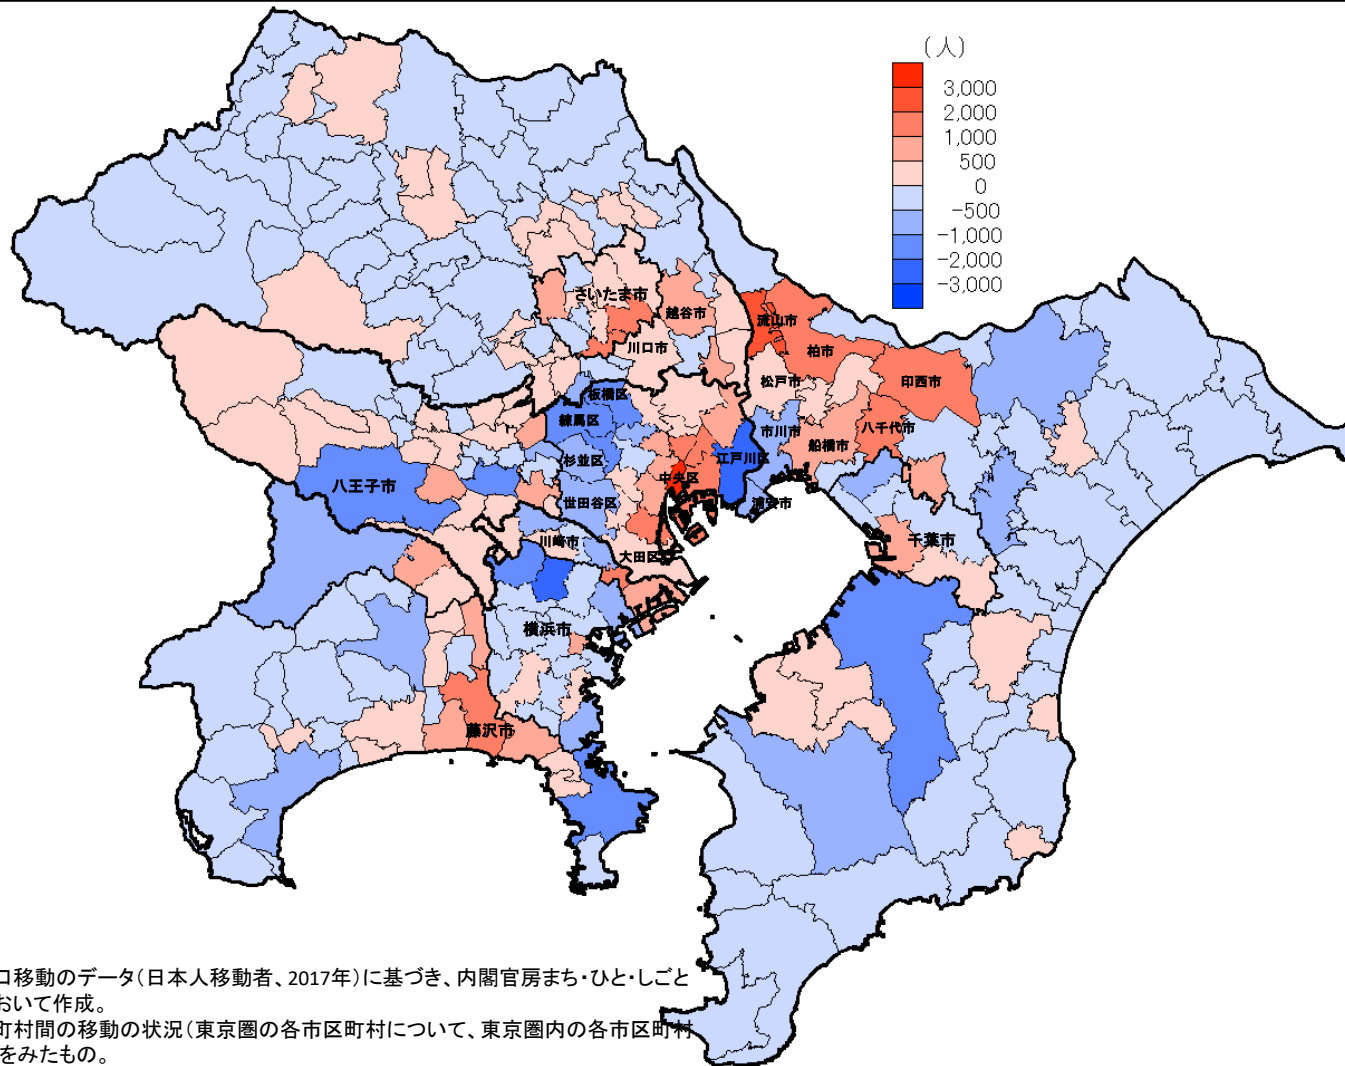 (人)
3,000
2,000
1,000
500
0
-500
-1,000
-2,000
-3,000
さいたま市
越谷市
川口市
流山市
柏市
松戸市
印西市
八千代市
市川市
船橋市
板橋区
練馬区
杉並区
世田谷区
中央区
江戸川区
浦安市
八王子市
川崎市
大田区
千葉市
横浜市
藤沢市
口移動のデータ(日本人移動者、2017年)に基づき、内閣官房まち・ひと・しごと
おいて作成。
町村間の移動の状況(東京圏の各市区町村について、東京圏内の各市区町村
をみたもの。